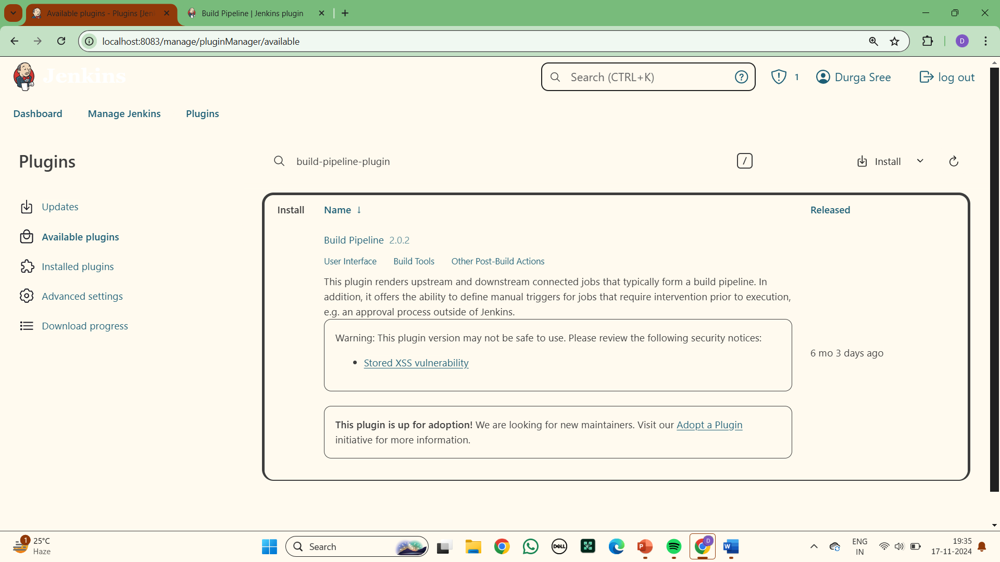 Available plugins - Plugins [Jen
Build Pipeline | Jenkins plugin
localhost:8083/manage/pluginManager/available
D
Jenkins
Search (CTRL+K)
?
1
Durga Sree
log out
Dashboard
Manage Jenkins
Plugins
Plugins
build-pipeline-plugin
/
Install
Updates
Available plugins
Installed plugins
Advanced settings
Download progress
Install
Name ↓
Released
Build Pipeline 2.0.2
User Interface
Build Tools
Other Post-Build Actions
This plugin renders upstream and downstream connected jobs that typically form a build pipeline. In
addition, it offers the ability to define manual triggers for jobs that require intervention prior to execution,
e.g. an approval process outside of Jenkins.
Warning: This plugin version may not be safe to use. Please review the following security notices:
• Stored XSS vulnerability
6 mo 3 days ago
This plugin is up for adoption! We are looking for new maintainers. Visit our Adopt a Plugin
initiative for more information.
1
25°C
Haze
Search
DELL
P
D
W
ENG
IN
19:35
17-11-2024